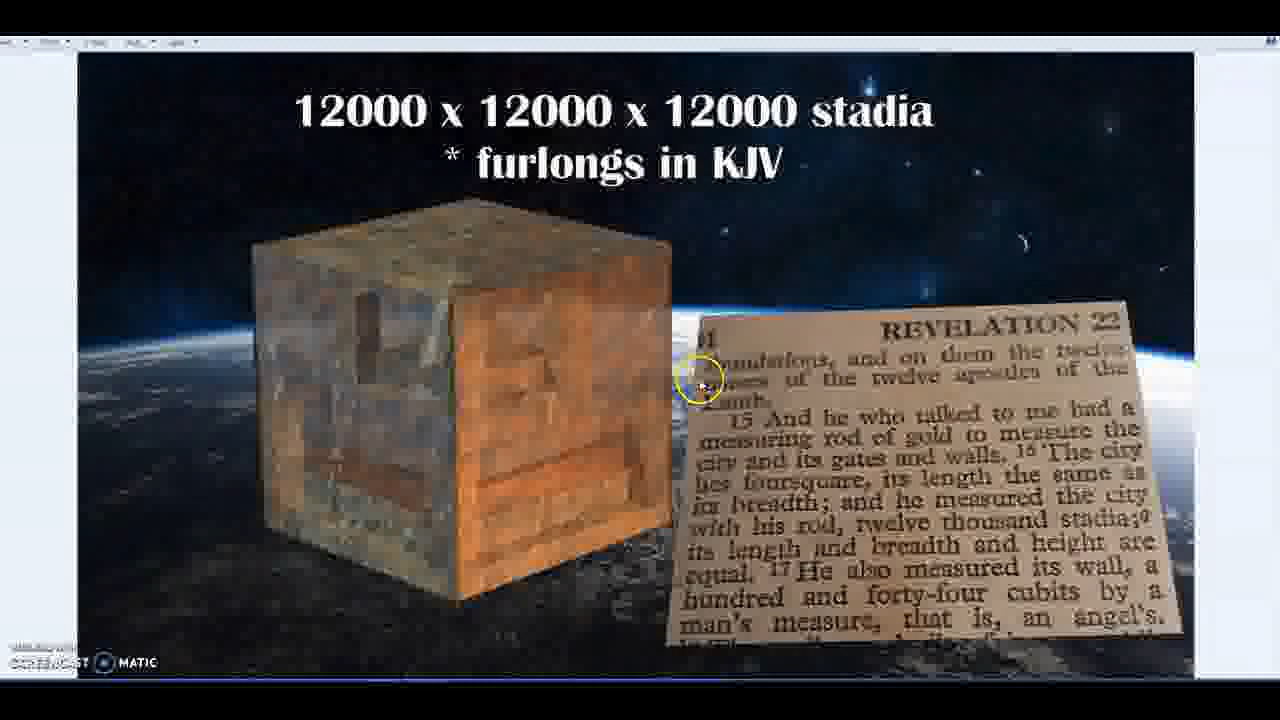 12000 x 12000 x 12000 stadia
* furlongs in KJV
REVELATION 22
and on them the twelve
of the twelve apostles of the
Lamb.
15 And he who talked to me had a
measuring rod of gold to measure the
city and its gates and walls. 16 The city
lies foursquare, its length the same as
its breadth; and he measured the city
with his rod, twelve thousand stadia;
its length and breadth and height are
equal. 17 He also measured its wall, a
hundred and forty-four cubits by a
man's measure, that is, an angel's.
SCREENCAST MATIC